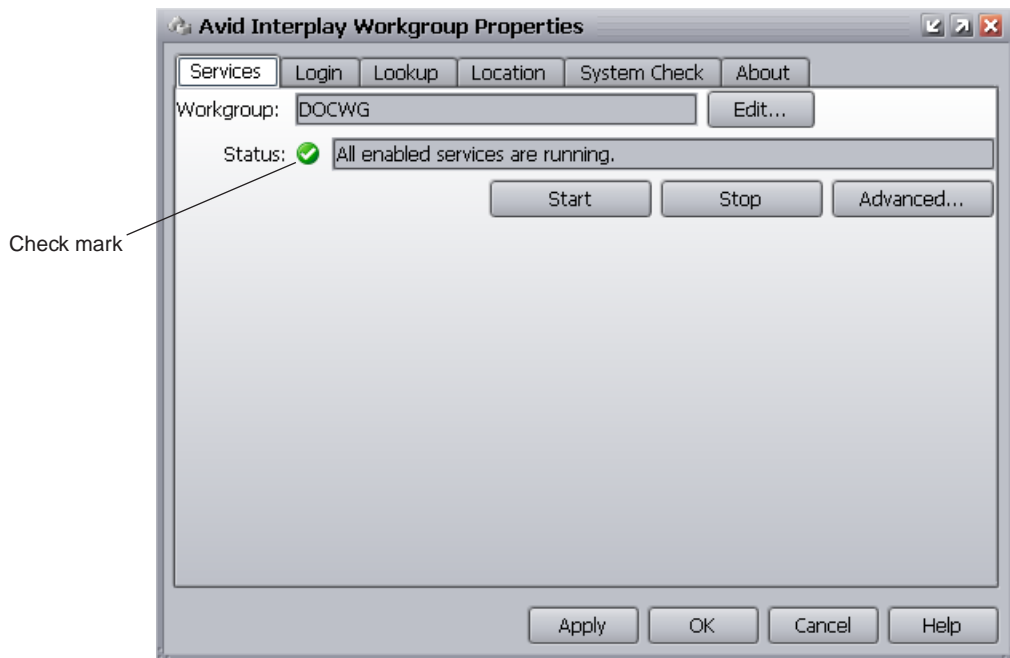 Avid Interplay Workgroup Properties
Services Login Lookup Location System Check About
Workgroup: DOCWG Edit...
Status: All enabled services are running.
Start Stop Advanced...
Check mark
Apply OK Cancel Help